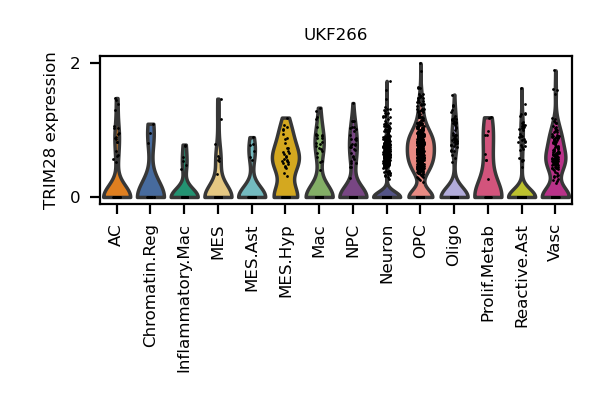 UKF266
TRIM28 expression
2
0
AC
Chromatin.Reg
Inflammatory.Mac
MES
MES.Ast
MES.Hyp
Mac
NPC
Neuron
OPC
Oligo
Prolif.Metab
Reactive.Ast
Vasc